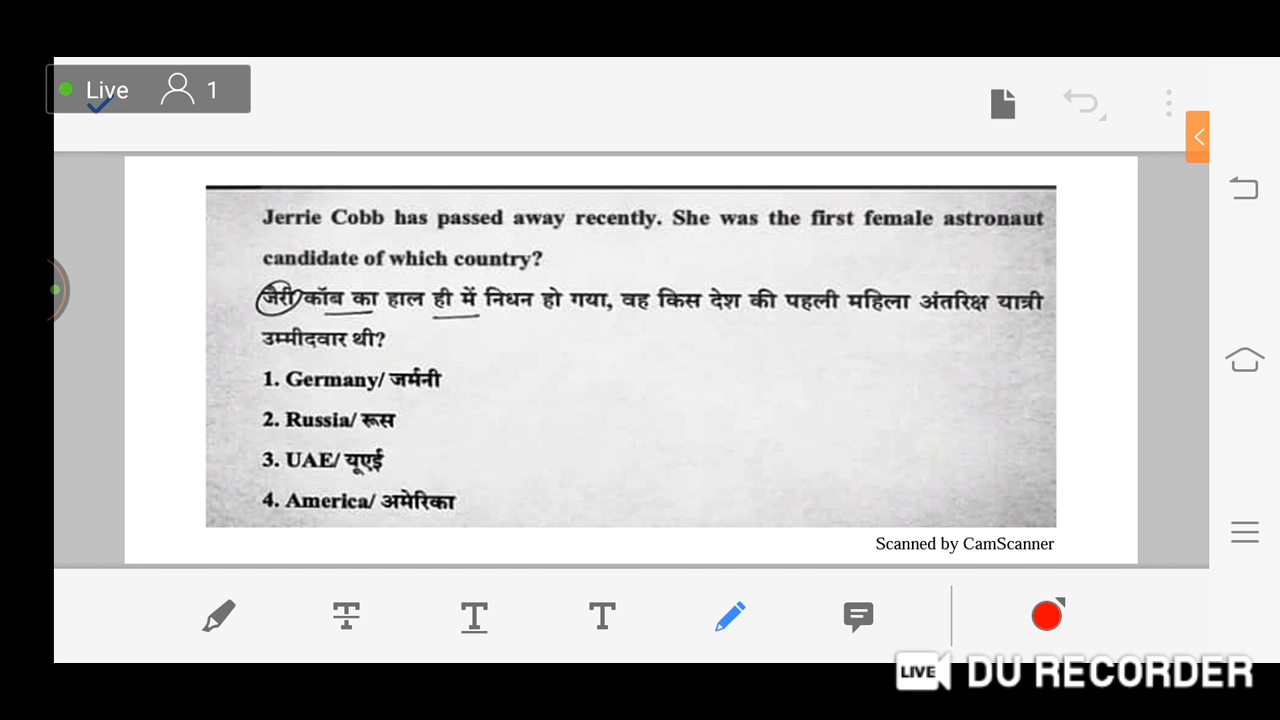 Live 1
Jerrie Cobb has passed away recently. She was the first female astronaut
candidate of which country?
जैरी कॉब का हाल ही में निधन हो गया, वह किस देश की पहली महिला अंतरिक्ष यात्री
उम्मीदवार थी?
1. Germany/ जर्मनी
2. Russia/ रूस
3. UAE/ यूएई
4. America/ अमेरिका
Scanned by CamScanner
LIVE DU RECORDER